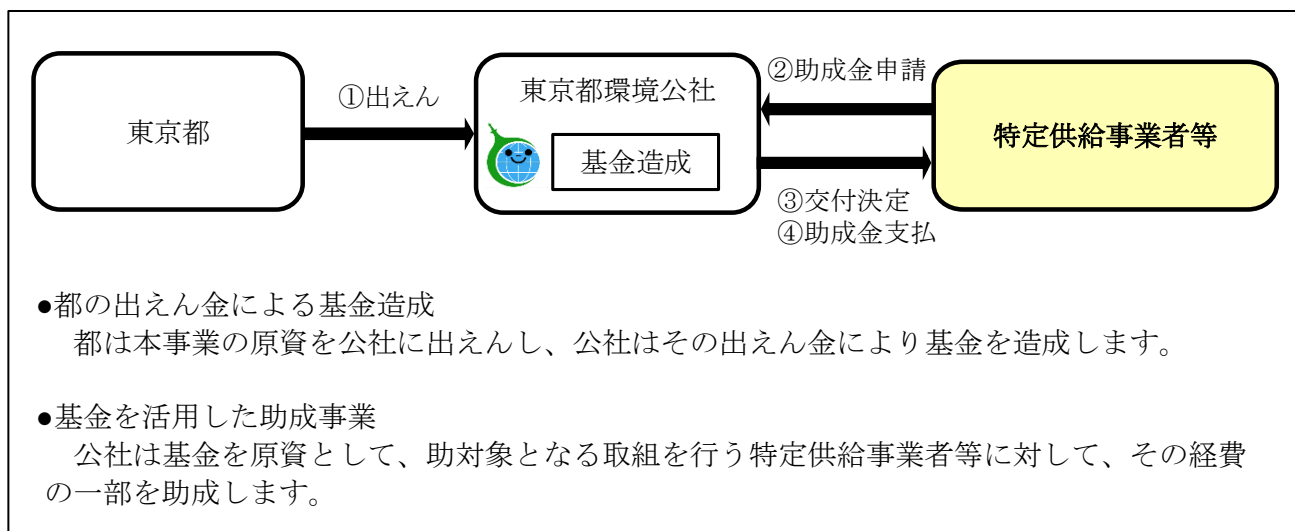 東京都
①出えん
東京都環境公社
基金造成
②助成金申請
③交付決定
④助成金支払
特定供給事業者等
●都の出えん金による基金造成
都は本事業の原資を公社に出えんし、公社はその出えん金により基金を造成します。
●基金を活用した助成事業
公社は基金を原資として、助対象となる取組を行う特定供給事業者等に対して、その経費
の一部を助成します。